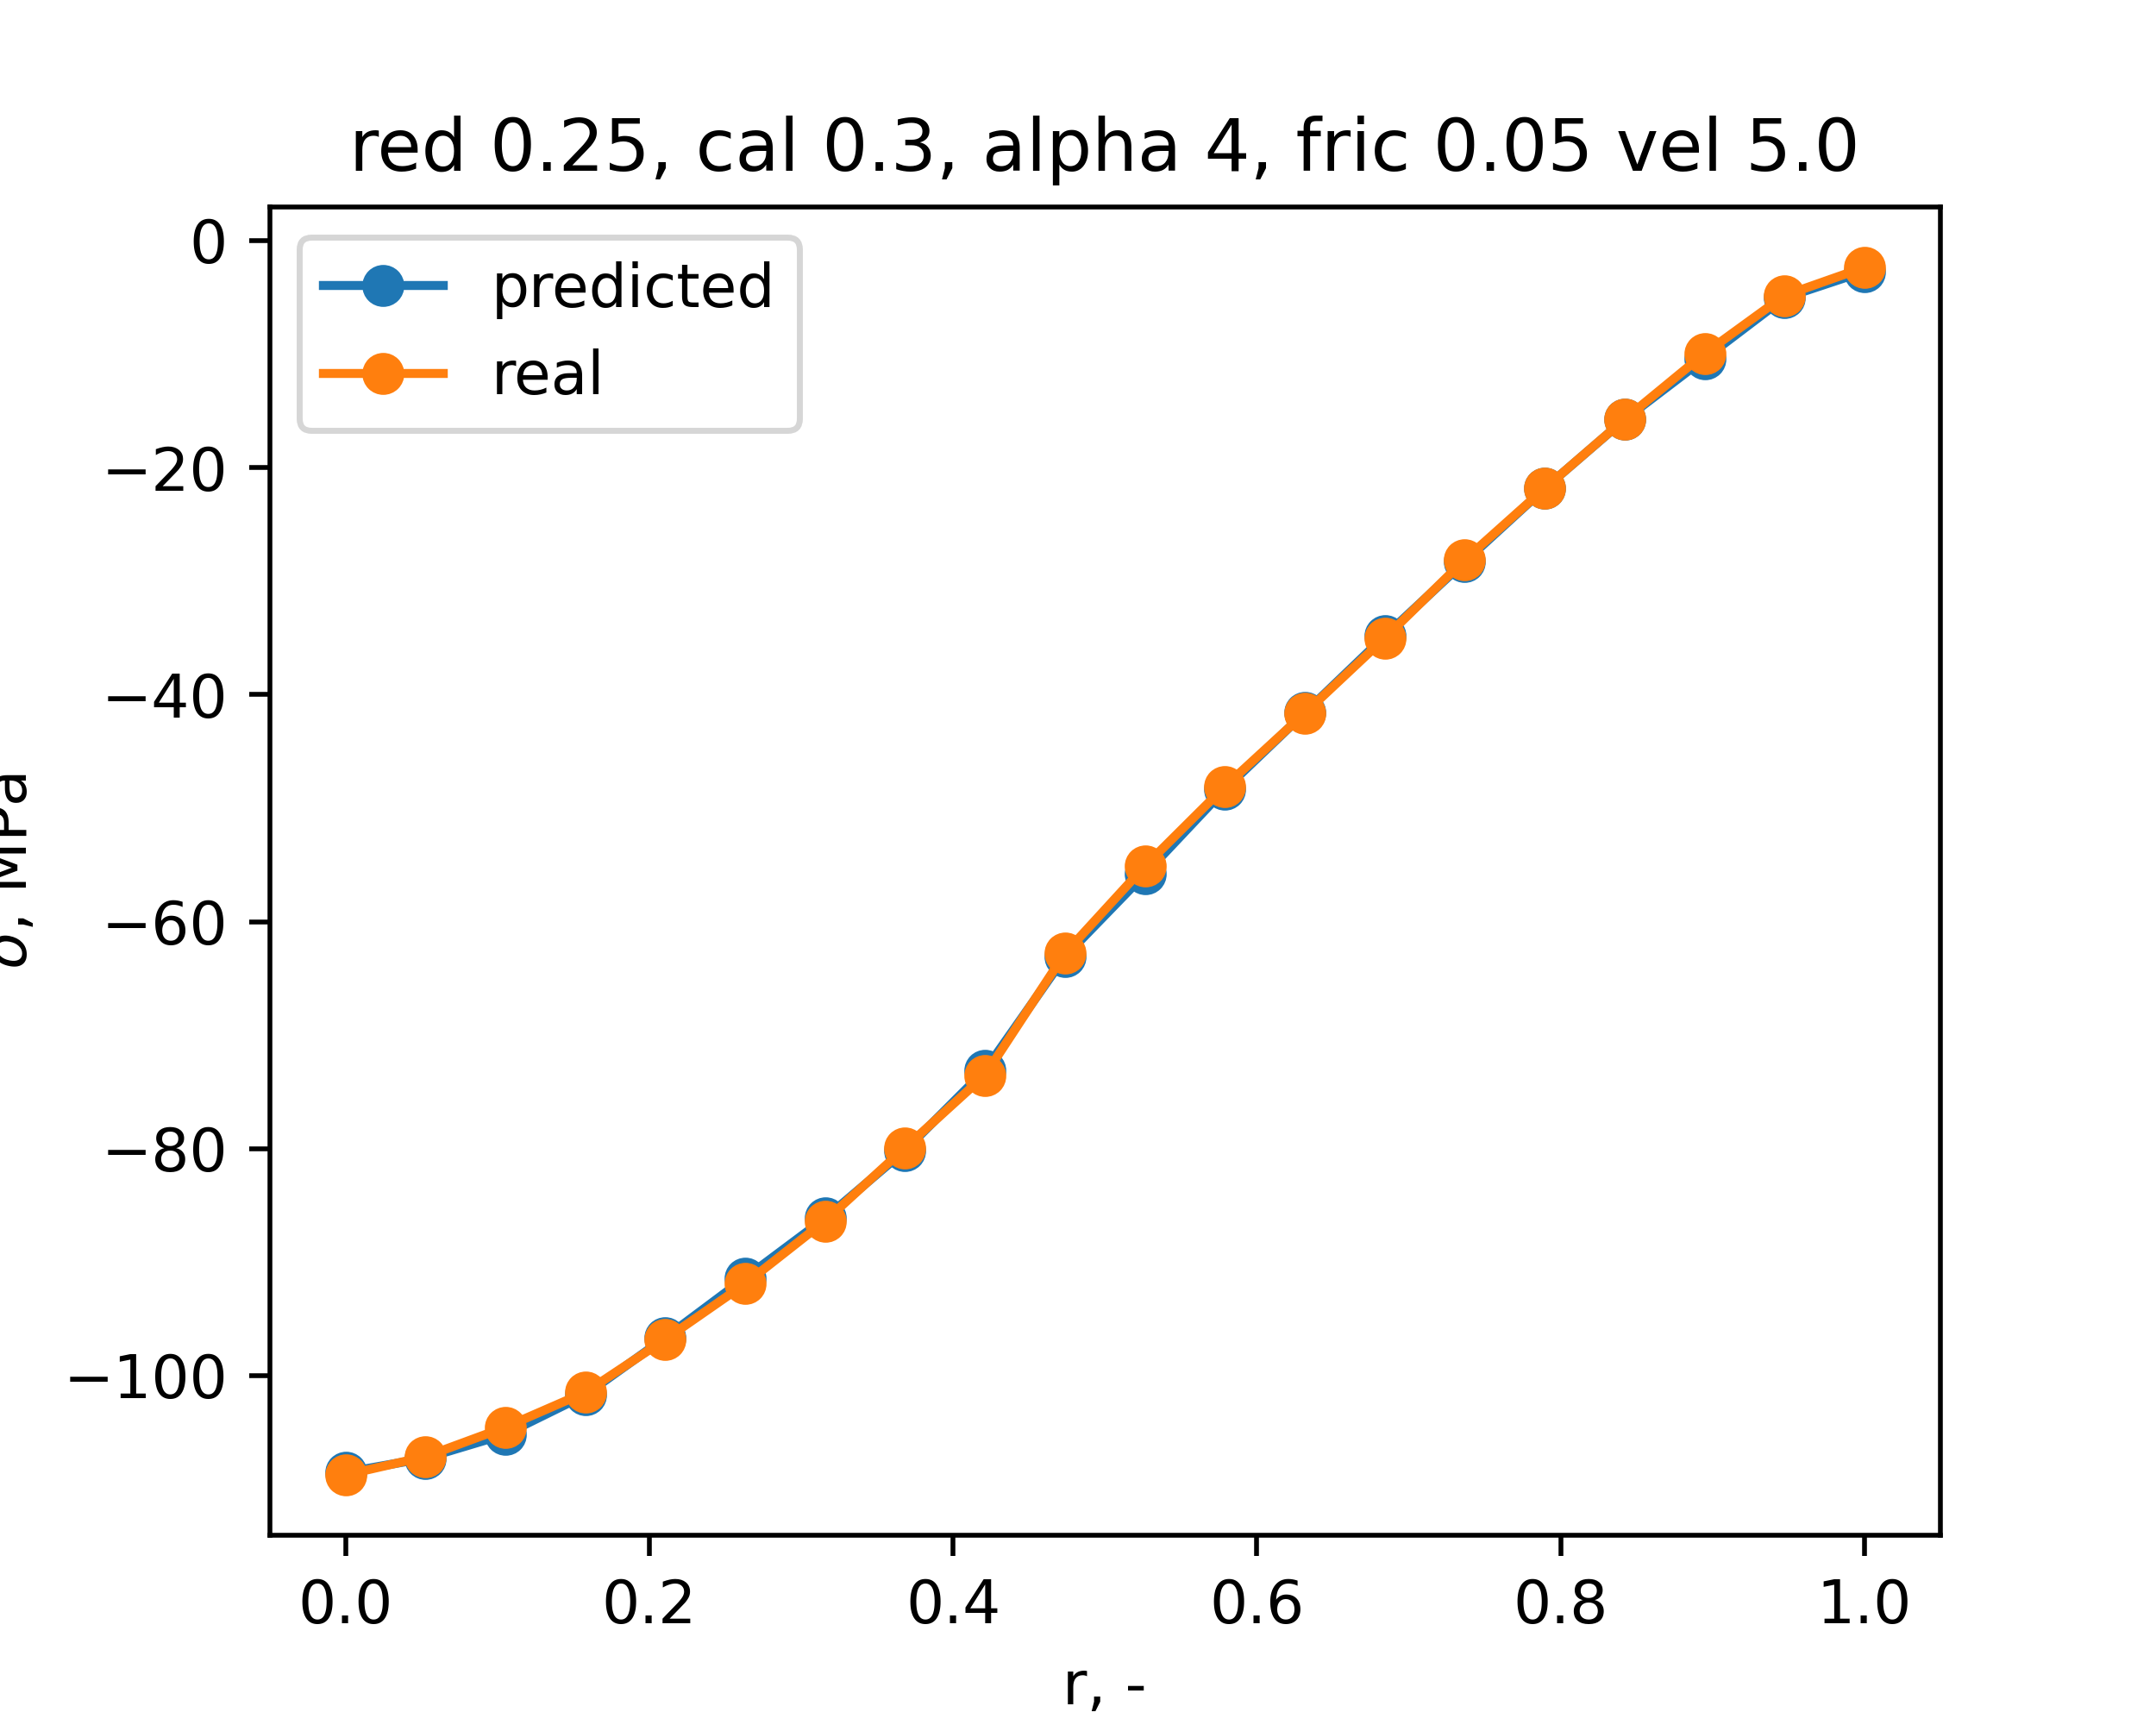 red 0.25, cal 0.3, alpha 4, fric 0.05 vel 5.0
predicted
real
0
−20
−40
−60
−80
−100
, MPa
0.0 0.2 0.4 0.6 0.8 1.0
r, -